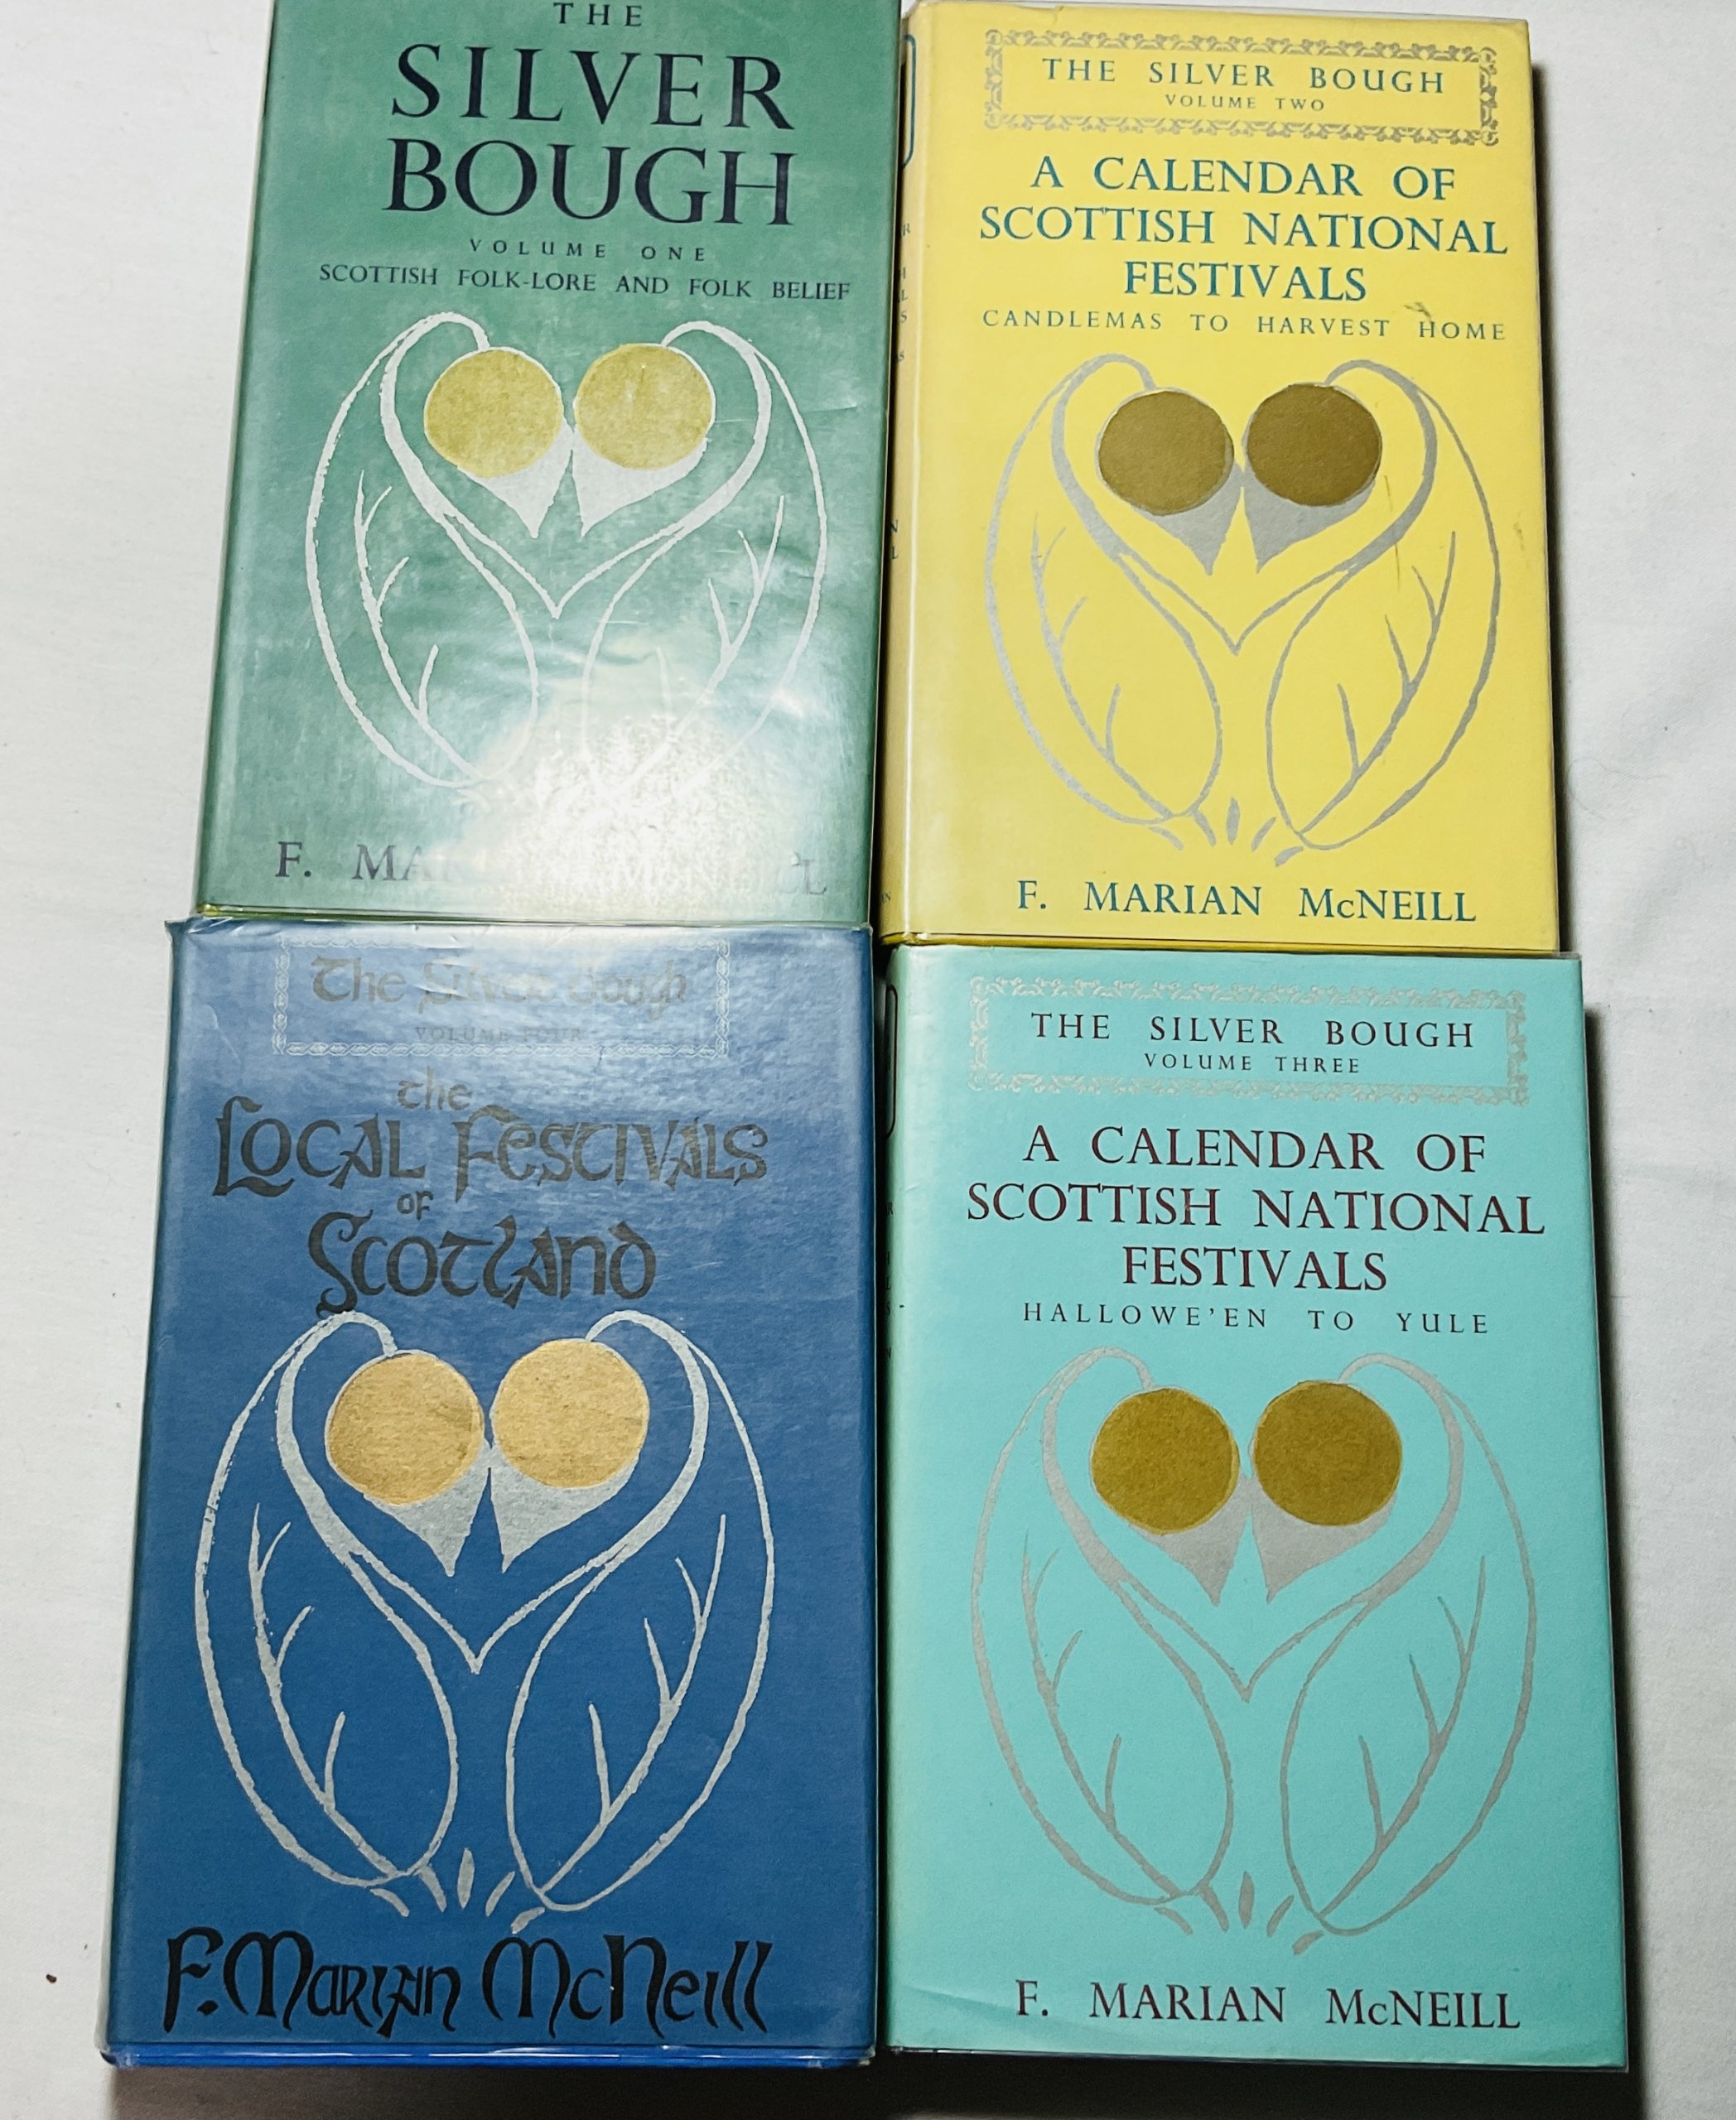 THE
SILVER
BOUGH
VOLUME ONE
SCOTTISH FOLK-LORE AND FOLK BELIEF
F.
THE SILVER BOUGH
VOLUME TWO
A CALENDAR OF
SCOTTISH NATIONAL
FESTIVALS
CANDLEMAS TO HARVEST HOME
F. MARIAN McNEILL
The Silver Bough
VOLUME FOUR
The
Local Festivals
of
Scotland
F. Marian McNeill
THE SILVER BOUGH
VOLUME THREE
A CALENDAR OF
SCOTTISH NATIONAL
FESTIVALS
HALLOWE'EN TO YULE
F. MARIAN McNEILL